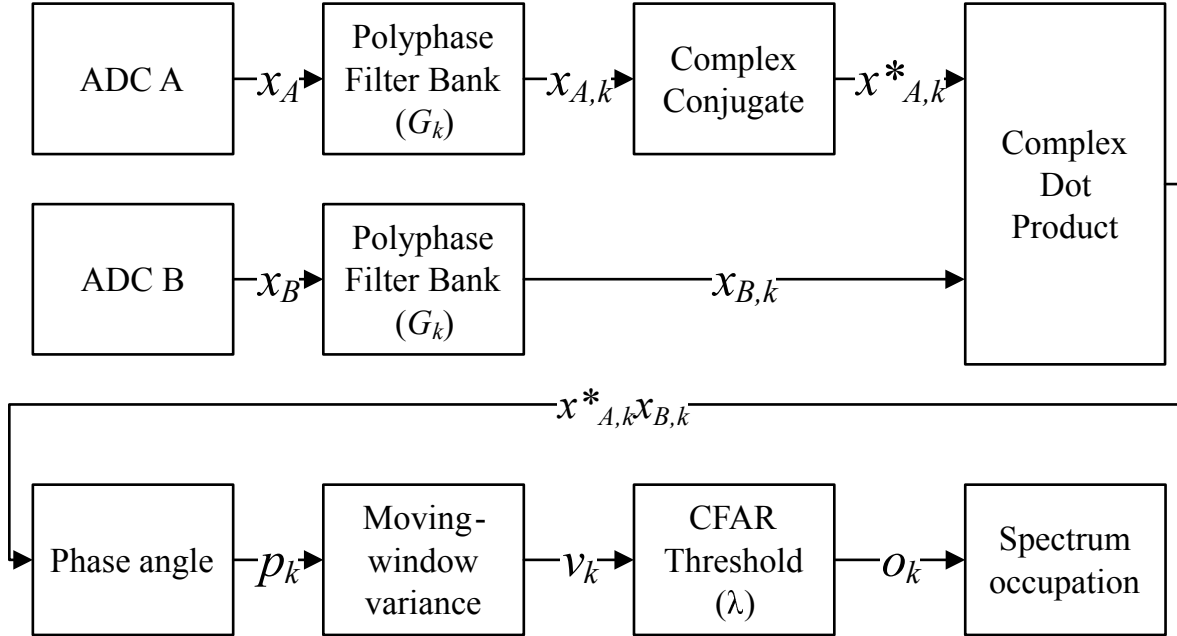 ADC A
x_A
Polyphase
Filter Bank
(G_k)
x_{A,k}
Complex
Conjugate
x*_{A,k}
Complex
Dot
Product
ADC B
x_B
Polyphase
Filter Bank
(G_k)
x_{B,k}
x*_{A,k}x_{B,k}
Phase angle
p_k
Moving-
window
variance
v_k
CFAR
Threshold
(λ)
o_k
Spectrum
occupation